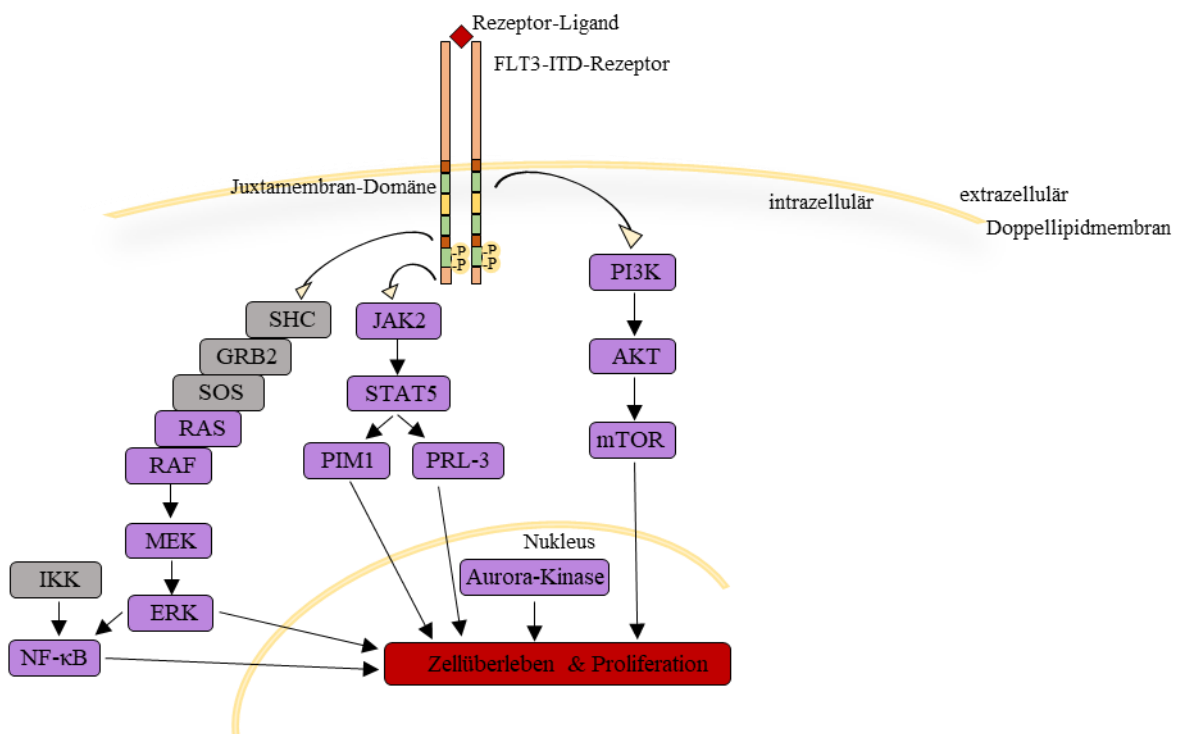 Rezeptor-Ligand
FLT3-ITD-Rezeptor
Juxtamembran-Domäne
intrazellulär
extrazellulär
Doppellipidmembran
-P
-P
-P
-P
PI3K
SHC
JAK2
GRB2
AKT
SOS
STAT5
RAS
mTOR
RAF
PIM1
PRL-3
MEK
Nukleus
IKK
Aurora-Kinase
ERK
NF-κB
Zellüberleben & Proliferation